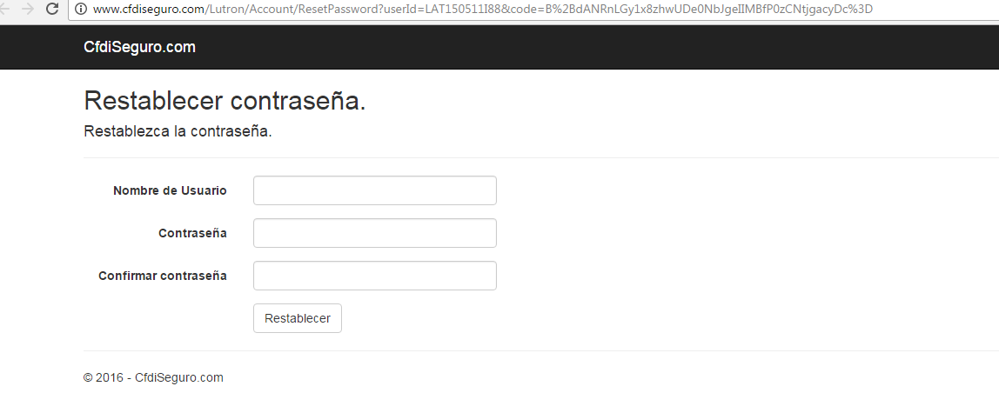 www.cfdiseguro.com/Lutron/Account/ResetPassword?userId=LAT150511I88&code=B%2BdANRnLGy1x8zhwUDe0NbJgeIIMBfP0zCNtjgacyDc%3D
CfdiSeguro.com
Restablecer contraseña.
Restablezca la contraseña.
Nombre de Usuario
Contraseña
Confirmar contraseña
Restablecer
© 2016 - CfdiSeguro.com